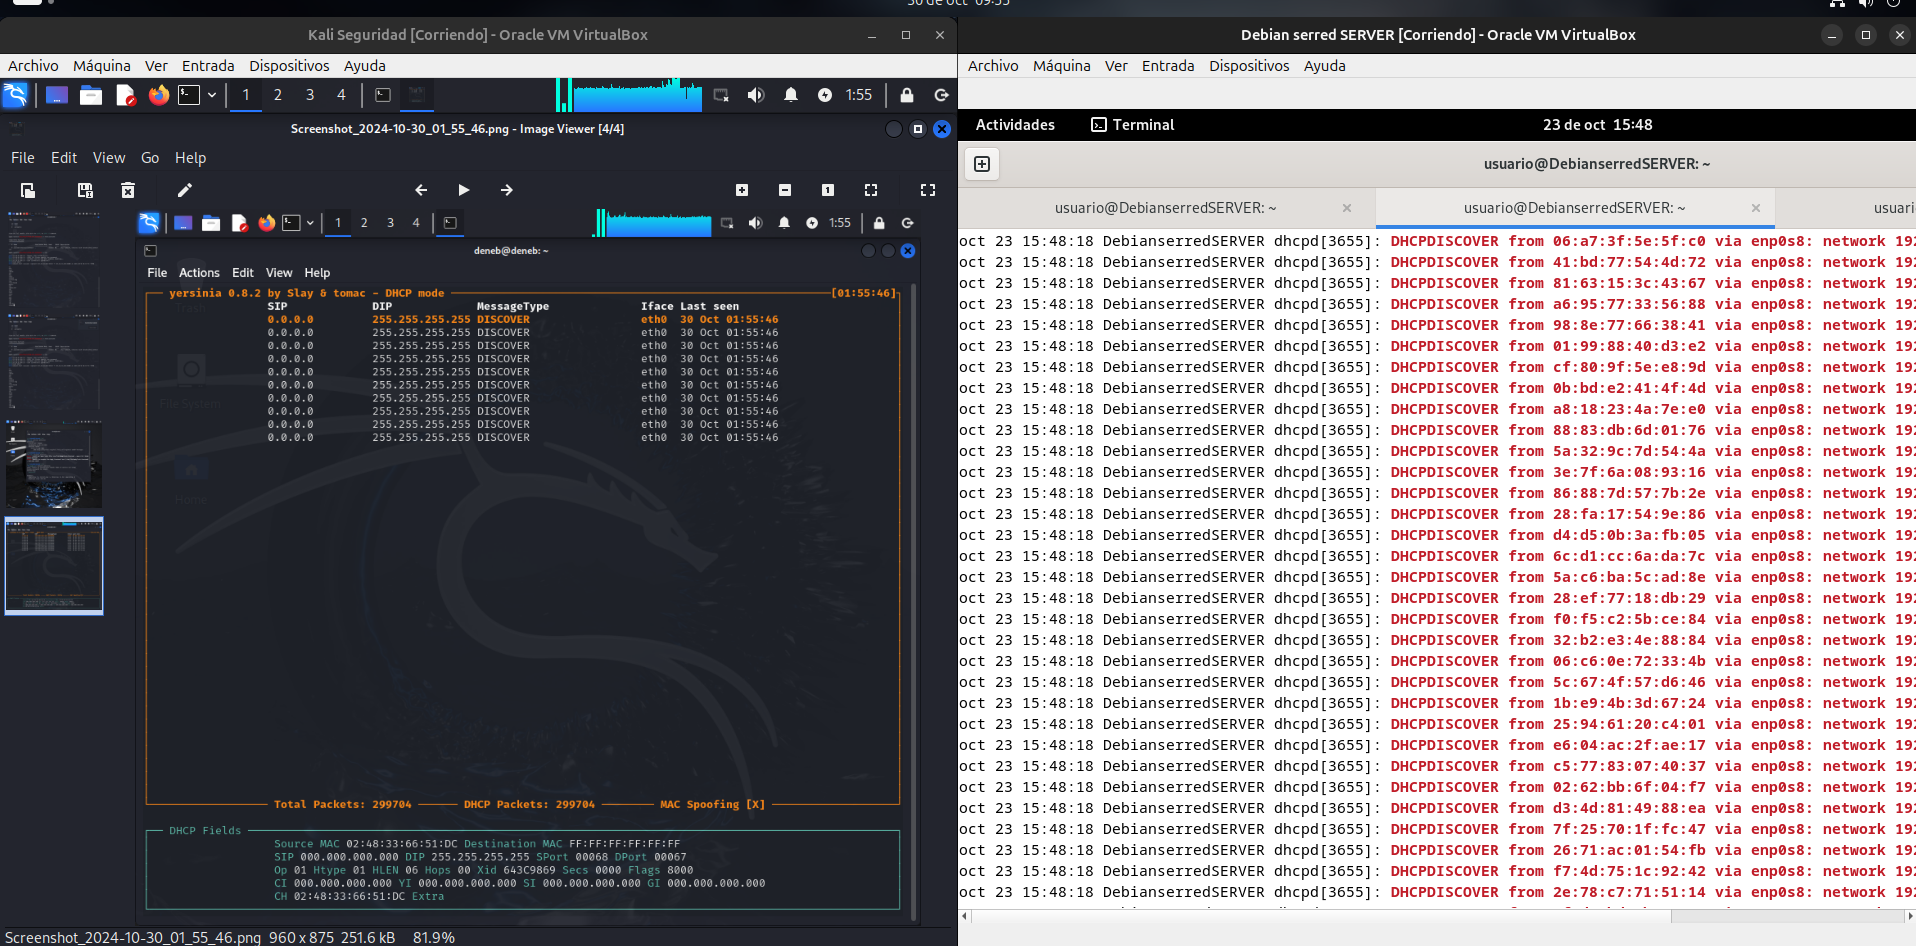 30 de oct 09:55
Kali Seguridad [Corriendo] - Oracle VM VirtualBox
Archivo Máquina Ver Entrada Dispositivos Ayuda
1 2 3 4 1:55
Screenshot_2024-10-30_01_55_46.png - Image Viewer [4/4]
File Edit View Go Help
1 2 3 4 1:55
deneb@deneb: ~
File Actions Edit View Help
yersinia 0.8.2 by Slay & tomac - DHCP mode [01:55:46]
SIP DIP MessageType Iface Last seen
0.0.0.0 255.255.255.255 DISCOVER eth0 30 Oct 01:55:46
0.0.0.0 255.255.255.255 DISCOVER eth0 30 Oct 01:55:46
0.0.0.0 255.255.255.255 DISCOVER eth0 30 Oct 01:55:46
0.0.0.0 255.255.255.255 DISCOVER eth0 30 Oct 01:55:46
0.0.0.0 255.255.255.255 DISCOVER eth0 30 Oct 01:55:46
0.0.0.0 255.255.255.255 DISCOVER eth0 30 Oct 01:55:46
0.0.0.0 255.255.255.255 DISCOVER eth0 30 Oct 01:55:46
0.0.0.0 255.255.255.255 DISCOVER eth0 30 Oct 01:55:46
0.0.0.0 255.255.255.255 DISCOVER eth0 30 Oct 01:55:46
0.0.0.0 255.255.255.255 DISCOVER eth0 30 Oct 01:55:46
File System
Home
Total Packets: 299704 DHCP Packets: 299704 MAC Spoofing [X]
DHCP Fields
Source MAC 02:48:33:66:51:DC Destination MAC FF:FF:FF:FF:FF:FF
SIP 000.000.000.000 DIP 255.255.255.255 SPort 00068 DPort 00067
Op 01 Htype 01 HLEN 06 Hops 00 Xid 643C9869 Secs 0000 Flags 8000
CI 000.000.000.000 YI 000.000.000.000 SI 000.000.000.000 GI 000.000.000.000
CH 02:48:33:66:51:DC Extra
Screenshot_2024-10-30_01_55_46.png 960 x 875 251.6 kB 81.9%
Debian serred SERVER [Corriendo] - Oracle VM VirtualBox
Archivo Máquina Ver Entrada Dispositivos Ayuda
Actividades Terminal 23 de oct 15:48
usuario@DebianserredSERVER: ~
usuario@DebianserredSERVER: ~ × usuario@DebianserredSERVER: ~ × usuari
oct 23 15:48:18 DebianserredSERVER dhcpd[3655]: DHCPDISCOVER from 06:a7:3f:5e:5f:c0 via enp0s8: network 192
oct 23 15:48:18 DebianserredSERVER dhcpd[3655]: DHCPDISCOVER from 41:bd:77:54:4d:72 via enp0s8: network 192
oct 23 15:48:18 DebianserredSERVER dhcpd[3655]: DHCPDISCOVER from 81:63:15:3c:43:67 via enp0s8: network 192
oct 23 15:48:18 DebianserredSERVER dhcpd[3655]: DHCPDISCOVER from a6:95:77:33:56:88 via enp0s8: network 192
oct 23 15:48:18 DebianserredSERVER dhcpd[3655]: DHCPDISCOVER from 98:8e:77:66:38:41 via enp0s8: network 192
oct 23 15:48:18 DebianserredSERVER dhcpd[3655]: DHCPDISCOVER from 01:99:88:40:d3:e2 via enp0s8: network 192
oct 23 15:48:18 DebianserredSERVER dhcpd[3655]: DHCPDISCOVER from cf:80:9f:5e:e8:9d via enp0s8: network 192
oct 23 15:48:18 DebianserredSERVER dhcpd[3655]: DHCPDISCOVER from 0b:bd:e2:41:4f:4d via enp0s8: network 192
oct 23 15:48:18 DebianserredSERVER dhcpd[3655]: DHCPDISCOVER from a8:18:23:4a:7e:e0 via enp0s8: network 192
oct 23 15:48:18 DebianserredSERVER dhcpd[3655]: DHCPDISCOVER from 88:83:db:6d:01:76 via enp0s8: network 192
oct 23 15:48:18 DebianserredSERVER dhcpd[3655]: DHCPDISCOVER from 5a:32:9c:7d:54:4a via enp0s8: network 192
oct 23 15:48:18 DebianserredSERVER dhcpd[3655]: DHCPDISCOVER from 3e:7f:6a:08:93:16 via enp0s8: network 192
oct 23 15:48:18 DebianserredSERVER dhcpd[3655]: DHCPDISCOVER from 86:88:7d:57:7b:2e via enp0s8: network 192
oct 23 15:48:18 DebianserredSERVER dhcpd[3655]: DHCPDISCOVER from 28:fa:17:54:9e:86 via enp0s8: network 192
oct 23 15:48:18 DebianserredSERVER dhcpd[3655]: DHCPDISCOVER from d4:d5:0b:3a:fb:05 via enp0s8: network 192
oct 23 15:48:18 DebianserredSERVER dhcpd[3655]: DHCPDISCOVER from 6c:d1:cc:6a:da:7c via enp0s8: network 192
oct 23 15:48:18 DebianserredSERVER dhcpd[3655]: DHCPDISCOVER from 5a:c6:ba:5c:ad:8e via enp0s8: network 192
oct 23 15:48:18 DebianserredSERVER dhcpd[3655]: DHCPDISCOVER from 28:ef:77:18:db:29 via enp0s8: network 192
oct 23 15:48:18 DebianserredSERVER dhcpd[3655]: DHCPDISCOVER from f0:f5:c2:5b:ce:84 via enp0s8: network 192
oct 23 15:48:18 DebianserredSERVER dhcpd[3655]: DHCPDISCOVER from 32:b2:e3:4e:88:84 via enp0s8: network 192
oct 23 15:48:18 DebianserredSERVER dhcpd[3655]: DHCPDISCOVER from 06:c6:0e:72:33:4b via enp0s8: network 192
oct 23 15:48:18 DebianserredSERVER dhcpd[3655]: DHCPDISCOVER from 5c:67:4f:57:d6:46 via enp0s8: network 192
oct 23 15:48:18 DebianserredSERVER dhcpd[3655]: DHCPDISCOVER from 1b:e9:4b:3d:67:24 via enp0s8: network 192
oct 23 15:48:18 DebianserredSERVER dhcpd[3655]: DHCPDISCOVER from 25:94:61:20:c4:01 via enp0s8: network 192
oct 23 15:48:18 DebianserredSERVER dhcpd[3655]: DHCPDISCOVER from e6:04:ac:2f:ae:17 via enp0s8: network 192
oct 23 15:48:18 DebianserredSERVER dhcpd[3655]: DHCPDISCOVER from c5:77:83:07:40:37 via enp0s8: network 192
oct 23 15:48:18 DebianserredSERVER dhcpd[3655]: DHCPDISCOVER from 02:62:bb:6f:04:f7 via enp0s8: network 192
oct 23 15:48:18 DebianserredSERVER dhcpd[3655]: DHCPDISCOVER from d3:4d:81:49:88:ea via enp0s8: network 192
oct 23 15:48:18 DebianserredSERVER dhcpd[3655]: DHCPDISCOVER from 7f:25:70:1f:fc:47 via enp0s8: network 192
oct 23 15:48:18 DebianserredSERVER dhcpd[3655]: DHCPDISCOVER from 26:71:ac:01:54:fb via enp0s8: network 192
oct 23 15:48:18 DebianserredSERVER dhcpd[3655]: DHCPDISCOVER from f7:4d:75:1c:92:42 via enp0s8: network 192
oct 23 15:48:18 DebianserredSERVER dhcpd[3655]: DHCPDISCOVER from 2e:78:c7:71:51:14 via enp0s8: network 192